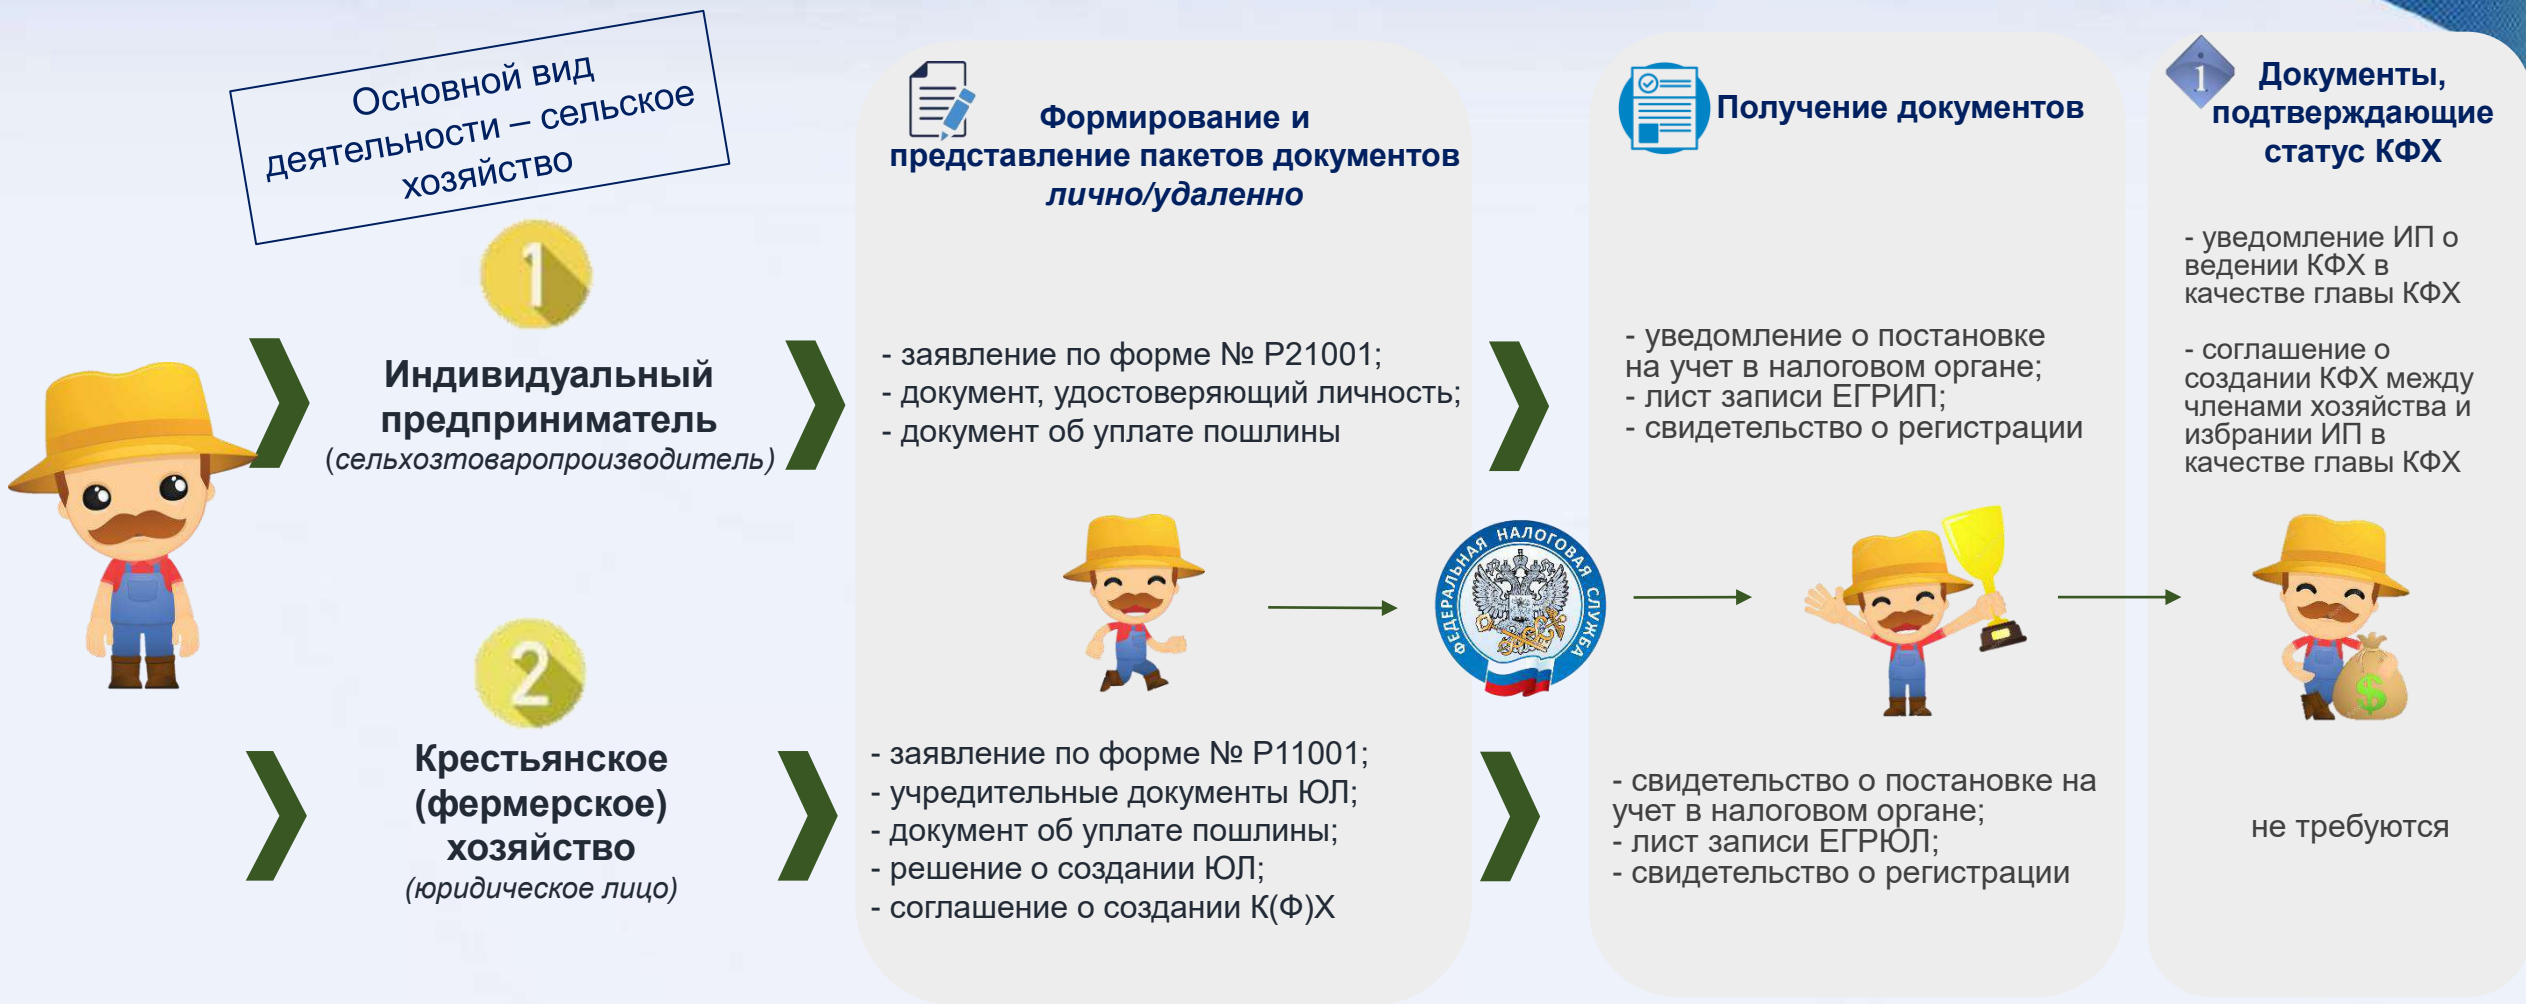 Основной вид
деятельности – сельское
хозяйство
1
Индивидуальный
предприниматель
(сельхозтоваропроизводитель)
2
Крестьянское
(фермерское)
хозяйство
(юридическое лицо)
Формирование и
представление пакетов документов
лично/удаленно
- заявление по форме № Р21001;
- документ, удостоверяющий личность;
- документ об уплате пошлины
- заявление по форме № Р11001;
- учредительные документы ЮЛ;
- документ об уплате пошлины;
- решение о создании ЮЛ;
- соглашение о создании К(Ф)Х
ФЕДЕРАЛЬНАЯ НАЛОГОВАЯ СЛУЖБА
Получение документов
- уведомление о постановке
на учет в налоговом органе;
- лист записи ЕГРИП;
- свидетельство о регистрации
- свидетельство о постановке на
учет в налоговом органе;
- лист записи ЕГРЮЛ;
- свидетельство о регистрации
1
Документы,
подтверждающие
статус КФХ
- уведомление ИП о
ведении КФХ в
качестве главы КФХ
- соглашение о
создании КФХ между
членами хозяйства и
избрании ИП в
качестве главы КФХ
$
не требуются